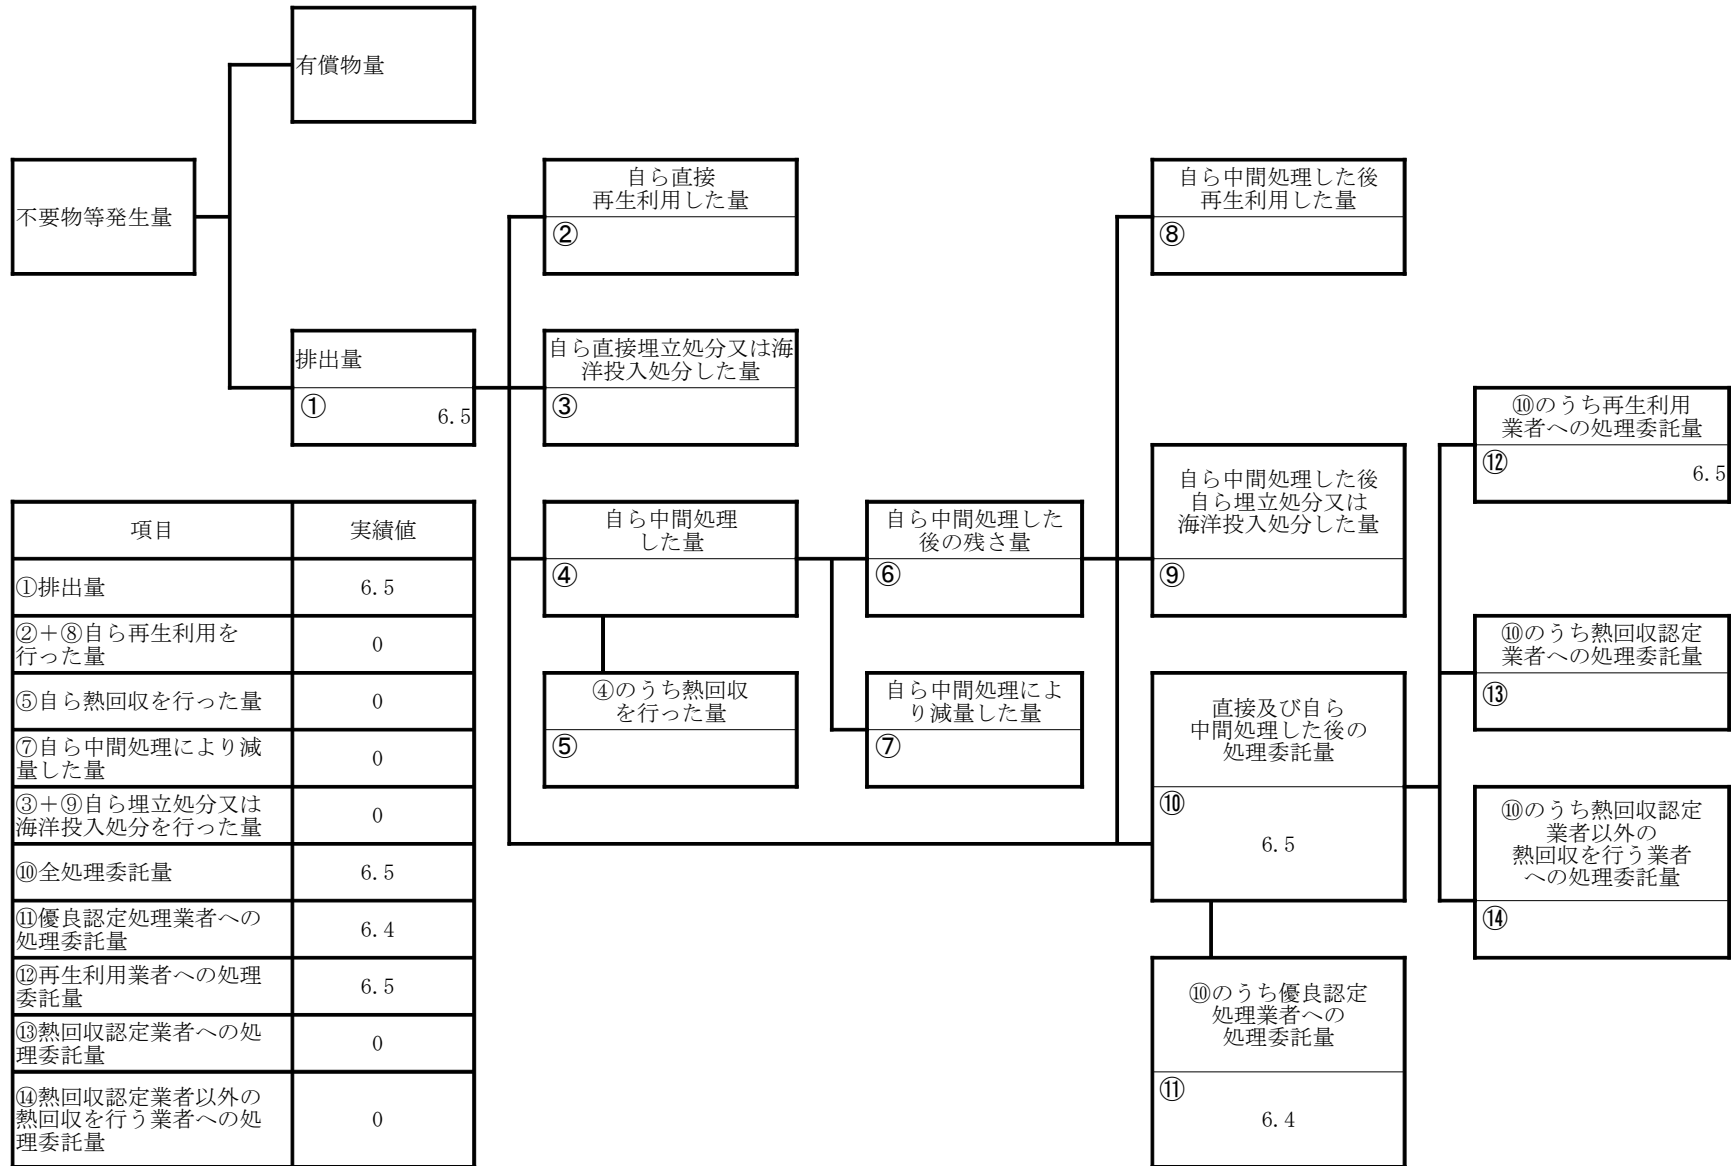 有償物量
不要物等発生量
排出量
①
6.5
自ら直接
再生利用した量
②
自ら直接埋立処分又は海
洋投入処分した量
③
自ら中間処理
した量
④
④のうち熱回収
を行った量
⑤
自ら中間処理した
後の残さ量
⑥
自ら中間処理によ
り減量した量
⑦
自ら中間処理した後
再生利用した量
⑧
自ら中間処理した後
自ら埋立処分又は
海洋投入処分した量
⑨
直接及び自ら
中間処理した後の
処理委託量
⑩
6.5
⑩のうち優良認定
処理業者への
処理委託量
⑪
6.4
⑩のうち再生利用
業者への処理委託量
⑫
6.5
⑩のうち熱回収認定
業者への処理委託量
⑬
⑩のうち熱回収認定
業者以外の
熱回収を行う業者
への処理委託量
⑭
項目 実績値
①排出量 6.5
②+⑧自ら再生利用を
行った量 0
⑤自ら熱回収を行った量 0
⑦自ら中間処理により減
量した量 0
③+⑨自ら埋立処分又は
海洋投入処分を行った量 0
⑩全処理委託量 6.5
⑪優良認定処理業者への
処理委託量 6.4
⑫再生利用業者への処理
委託量 6.5
⑬熱回収認定業者への処
理委託量 0
⑭熱回収認定業者以外の
熱回収を行う業者への処
理委託量 0